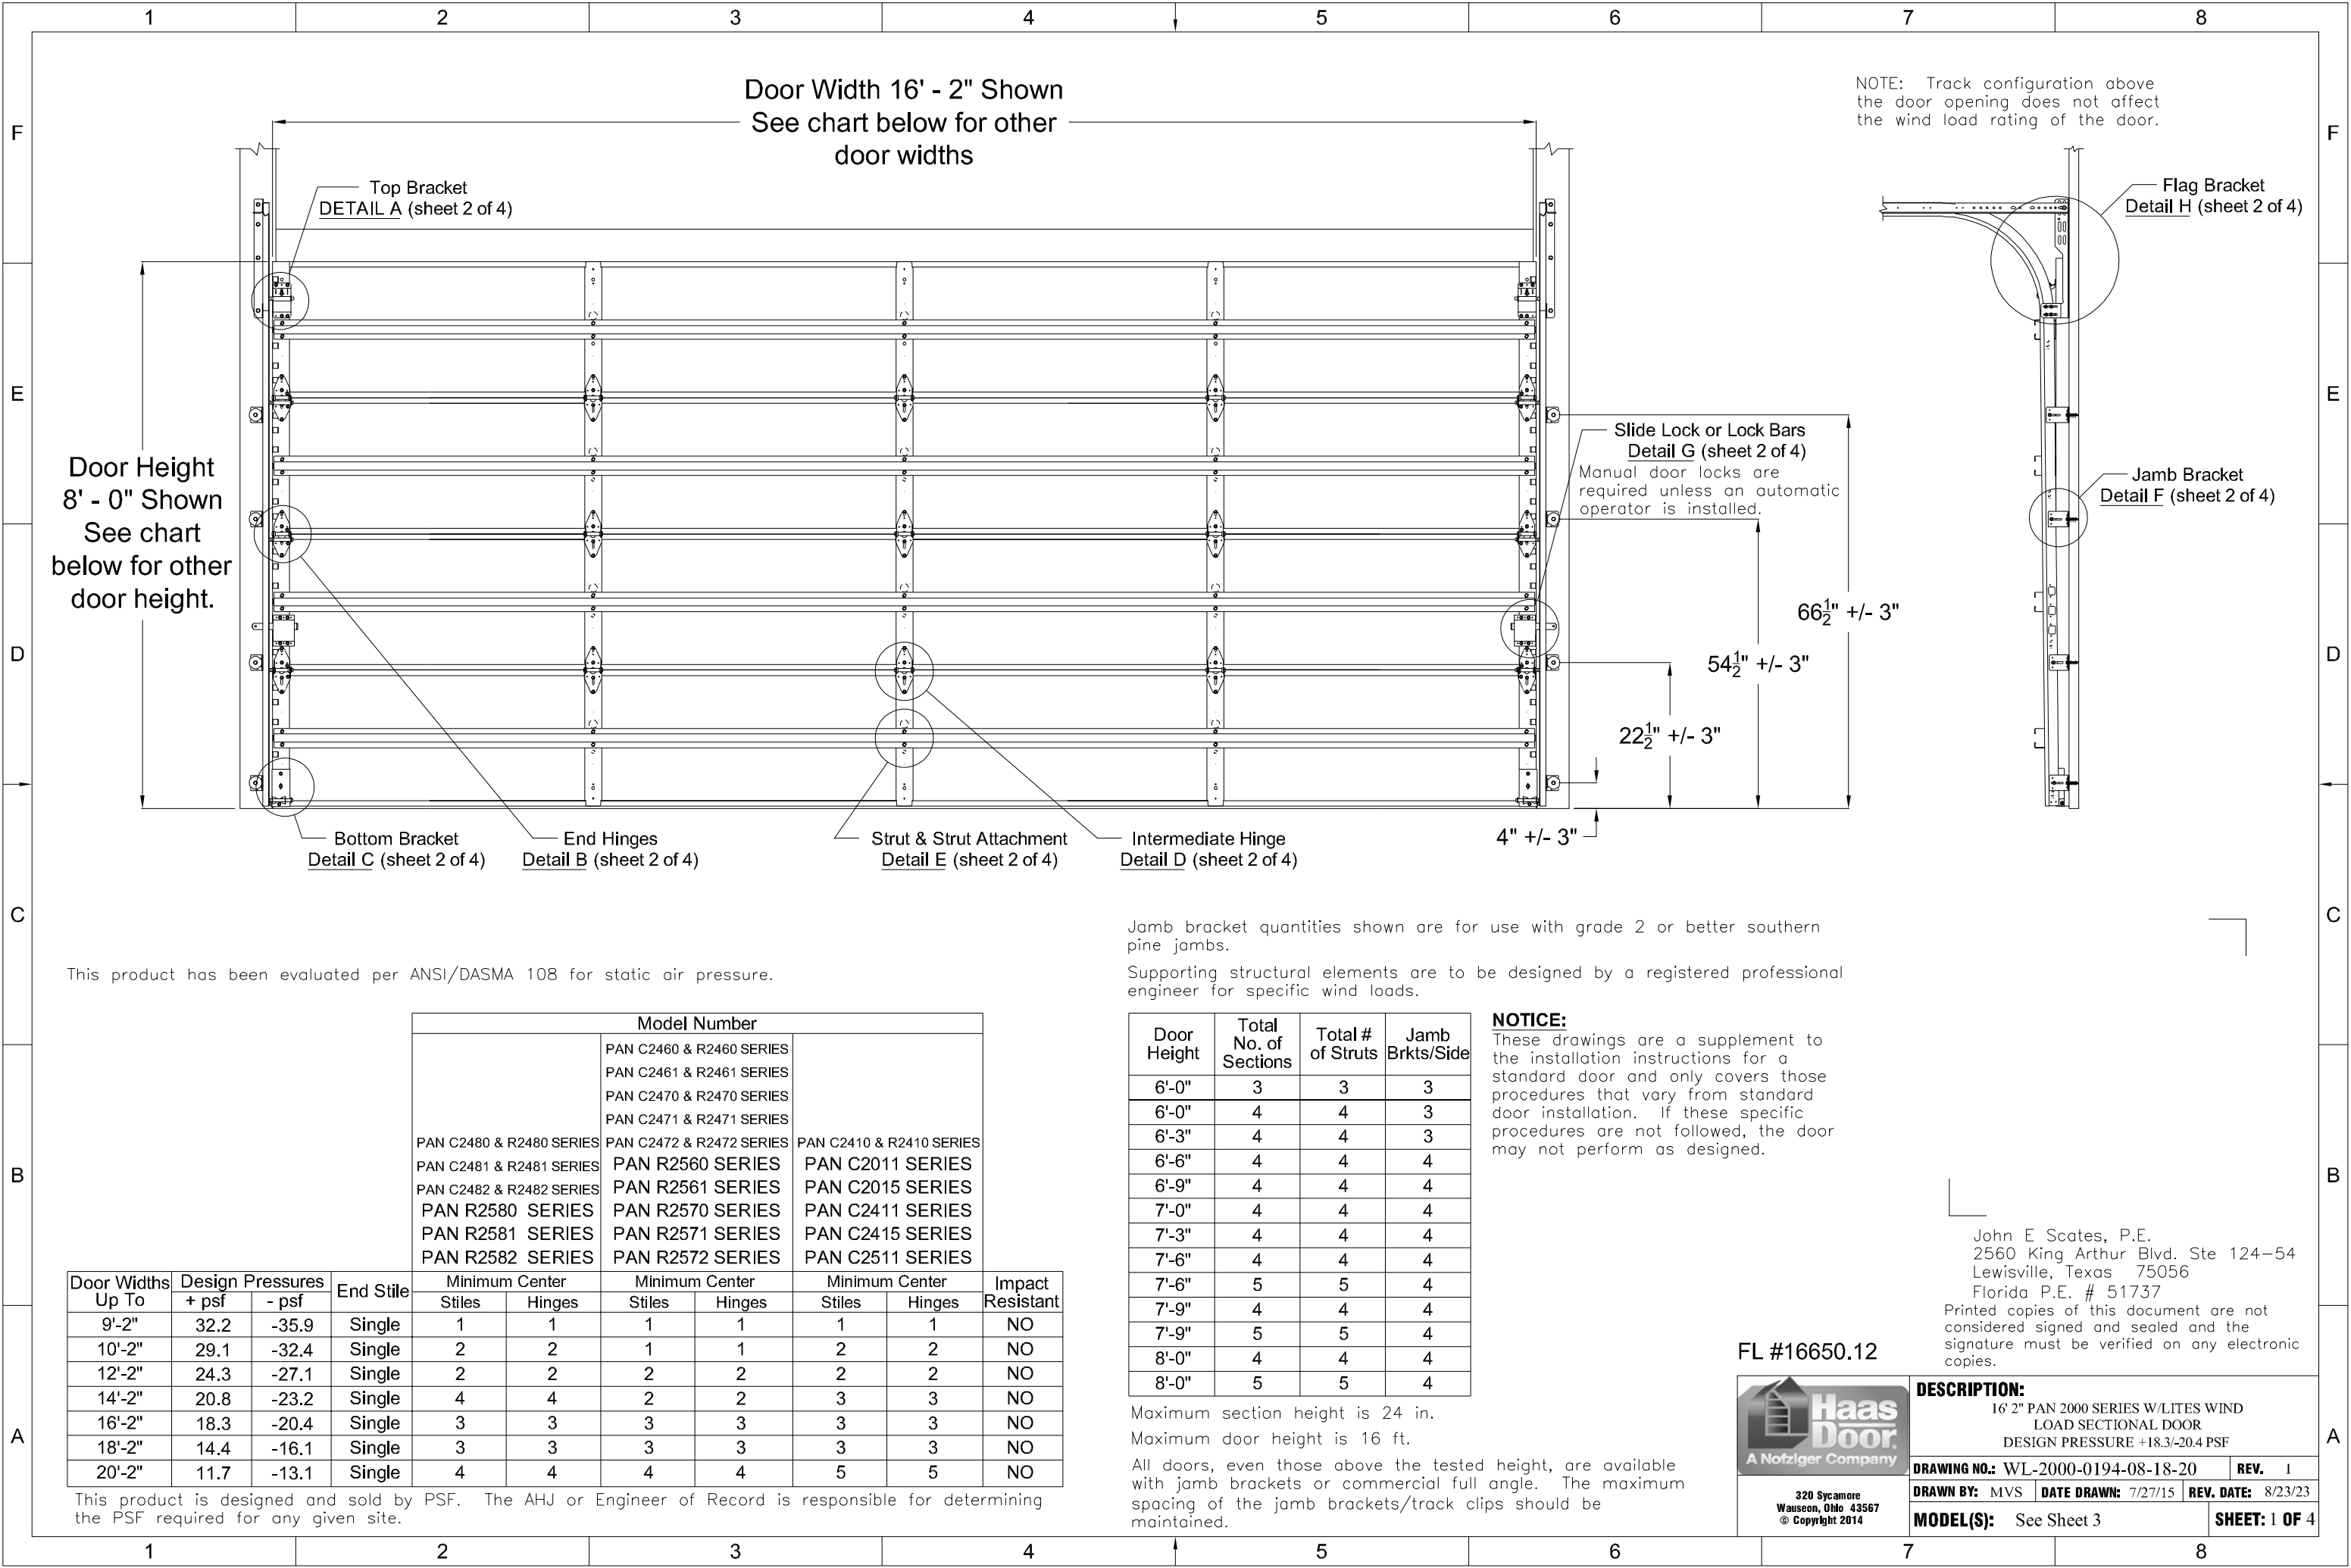 1 2 3 4 5 6 7 8
F
E
D
C
B
A
F
E
D
C
B
A
Door Width 16' - 2" Shown
See chart below for other
door widths
NOTE: Track configuration above
the door opening does not affect
the wind load rating of the door.
Top Bracket
DETAIL A (sheet 2 of 4)
Flag Bracket
Detail H (sheet 2 of 4)
Door Height
8' - 0" Shown
See chart
below for other
door height.
Slide Lock or Lock Bars
Detail G (sheet 2 of 4)
Manual door locks are
required unless an automatic
operator is installed.
Jamb Bracket
Detail F (sheet 2 of 4)
66½" +/- 3"
54½" +/- 3"
22½" +/- 3"
4" +/- 3"
Bottom Bracket
Detail C (sheet 2 of 4)
End Hinges
Detail B (sheet 2 of 4)
Strut & Strut Attachment
Detail E (sheet 2 of 4)
Intermediate Hinge
Detail D (sheet 2 of 4)
This product has been evaluated per ANSI/DASMA 108 for static air pressure.
Model Number
PAN C2460 & R2460 SERIES
PAN C2461 & R2461 SERIES
PAN C2470 & R2470 SERIES
PAN C2471 & R2471 SERIES
PAN C2480 & R2480 SERIES PAN C2472 & R2472 SERIES PAN C2410 & R2410 SERIES
PAN C2481 & R2481 SERIES PAN R2560 SERIES PAN C2011 SERIES
PAN C2482 & R2482 SERIES PAN R2561 SERIES PAN C2015 SERIES
PAN R2580 SERIES PAN R2570 SERIES PAN C2411 SERIES
PAN R2581 SERIES PAN R2571 SERIES PAN C2415 SERIES
PAN R2582 SERIES PAN R2572 SERIES PAN C2511 SERIES
Door Widths Design Pressures End Stile Minimum Center Minimum Center Minimum Center Impact
Up To + psf - psf Stiles Hinges Stiles Hinges Stiles Hinges Resistant
9'-2" 32.2 -35.9 Single 1 1 1 1 1 1 NO
10'-2" 29.1 -32.4 Single 2 2 1 1 2 2 NO
12'-2" 24.3 -27.1 Single 2 2 2 2 2 2 NO
14'-2" 20.8 -23.2 Single 4 4 2 2 3 3 NO
16'-2" 18.3 -20.4 Single 3 3 3 3 3 3 NO
18'-2" 14.4 -16.1 Single 3 3 3 3 3 3 NO
20'-2" 11.7 -13.1 Single 4 4 4 4 5 5 NO
This product is designed and sold by PSF. The AHJ or Engineer of Record is responsible for determining
the PSF required for any given site.
Jamb bracket quantities shown are for use with grade 2 or better southern
pine jambs.
Supporting structural elements are to be designed by a registered professional
engineer for specific wind loads.
Door Total Total # Jamb
Height No. of of Struts Brkts/Side
Sections
6'-0" 3 3 3
6'-0" 4 4 3
6'-3" 4 4 3
6'-6" 4 4 4
6'-9" 4 4 4
7'-0" 4 4 4
7'-3" 4 4 4
7'-6" 4 4 4
7'-6" 5 5 4
7'-9" 4 4 4
7'-9" 5 5 4
8'-0" 4 4 4
8'-0" 5 5 4
Maximum section height is 24 in.
Maximum door height is 16 ft.
All doors, even those above the tested height, are available
with jamb brackets or commercial full angle. The maximum
spacing of the jamb brackets/track clips should be
maintained.
NOTICE:
These drawings are a supplement to
the installation instructions for a
standard door and only covers those
procedures that vary from standard
door installation. If these specific
procedures are not followed, the door
may not perform as designed.
John E Scates, P.E.
2560 King Arthur Blvd. Ste 124-54
Lewisville, Texas 75056
Florida P.E. # 51737
Printed copies of this document are not
considered signed and sealed and the
signature must be verified on any electronic
copies.
FL #16650.12
Haas
Door
A Nofziger Company
320 Sycamore
Wauseon, Ohio 43567
© Copyright 2014
DESCRIPTION:
16' 2" PAN 2000 SERIES W/LITES WIND
LOAD SECTIONAL DOOR
DESIGN PRESSURE +18.3/-20.4 PSF
DRAWING NO.: WL-2000-0194-08-18-20 REV. 1
DRAWN BY: MVS DATE DRAWN: 7/27/15 REV. DATE: 8/23/23
MODEL(S): See Sheet 3 SHEET: 1 OF 4
1 2 3 4 5 6 7 8